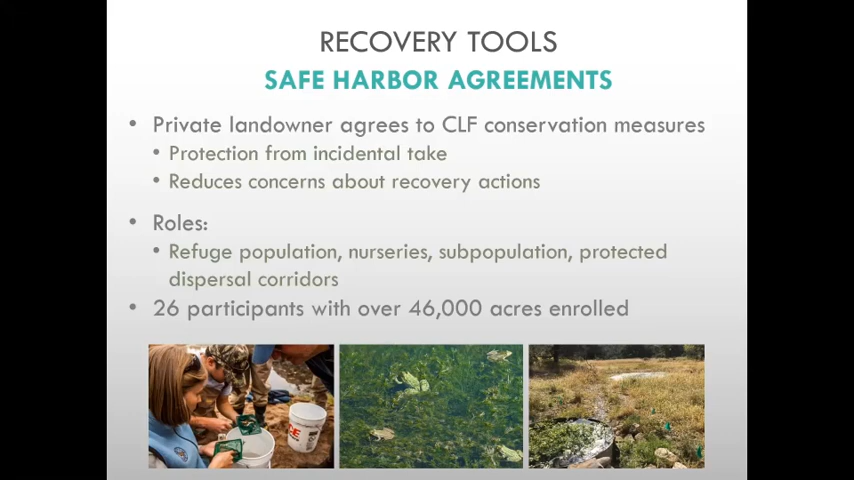 RECOVERY TOOLS
SAFE HARBOR AGREEMENTS
• Private landowner agrees to CLF conservation measures
• Protection from incidental take
• Reduces concerns about recovery actions
• Roles:
• Refuge population, nurseries, subpopulation, protected
dispersal corridors
• 26 participants with over 46,000 acres enrolled